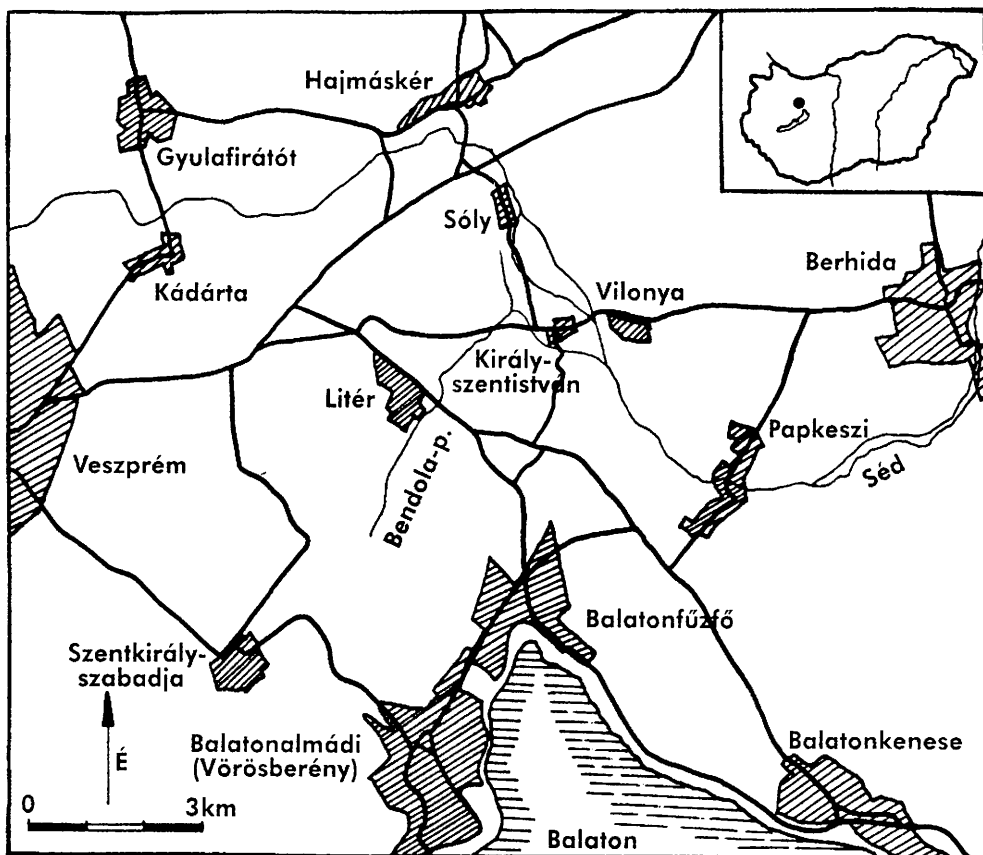 Hajmáskér
Gyulafirátót
Sóly
Berhida
Kádárta
Vilonya
Király-
szentistván
Litér
Papkeszi
Veszprém
Séd
Bendola-p.
Balatonfűzfő
Szentkirály-
szabadja
Balatonalmádi
(Vörösberény)
Balatonkenese
É
0 3km
Balaton